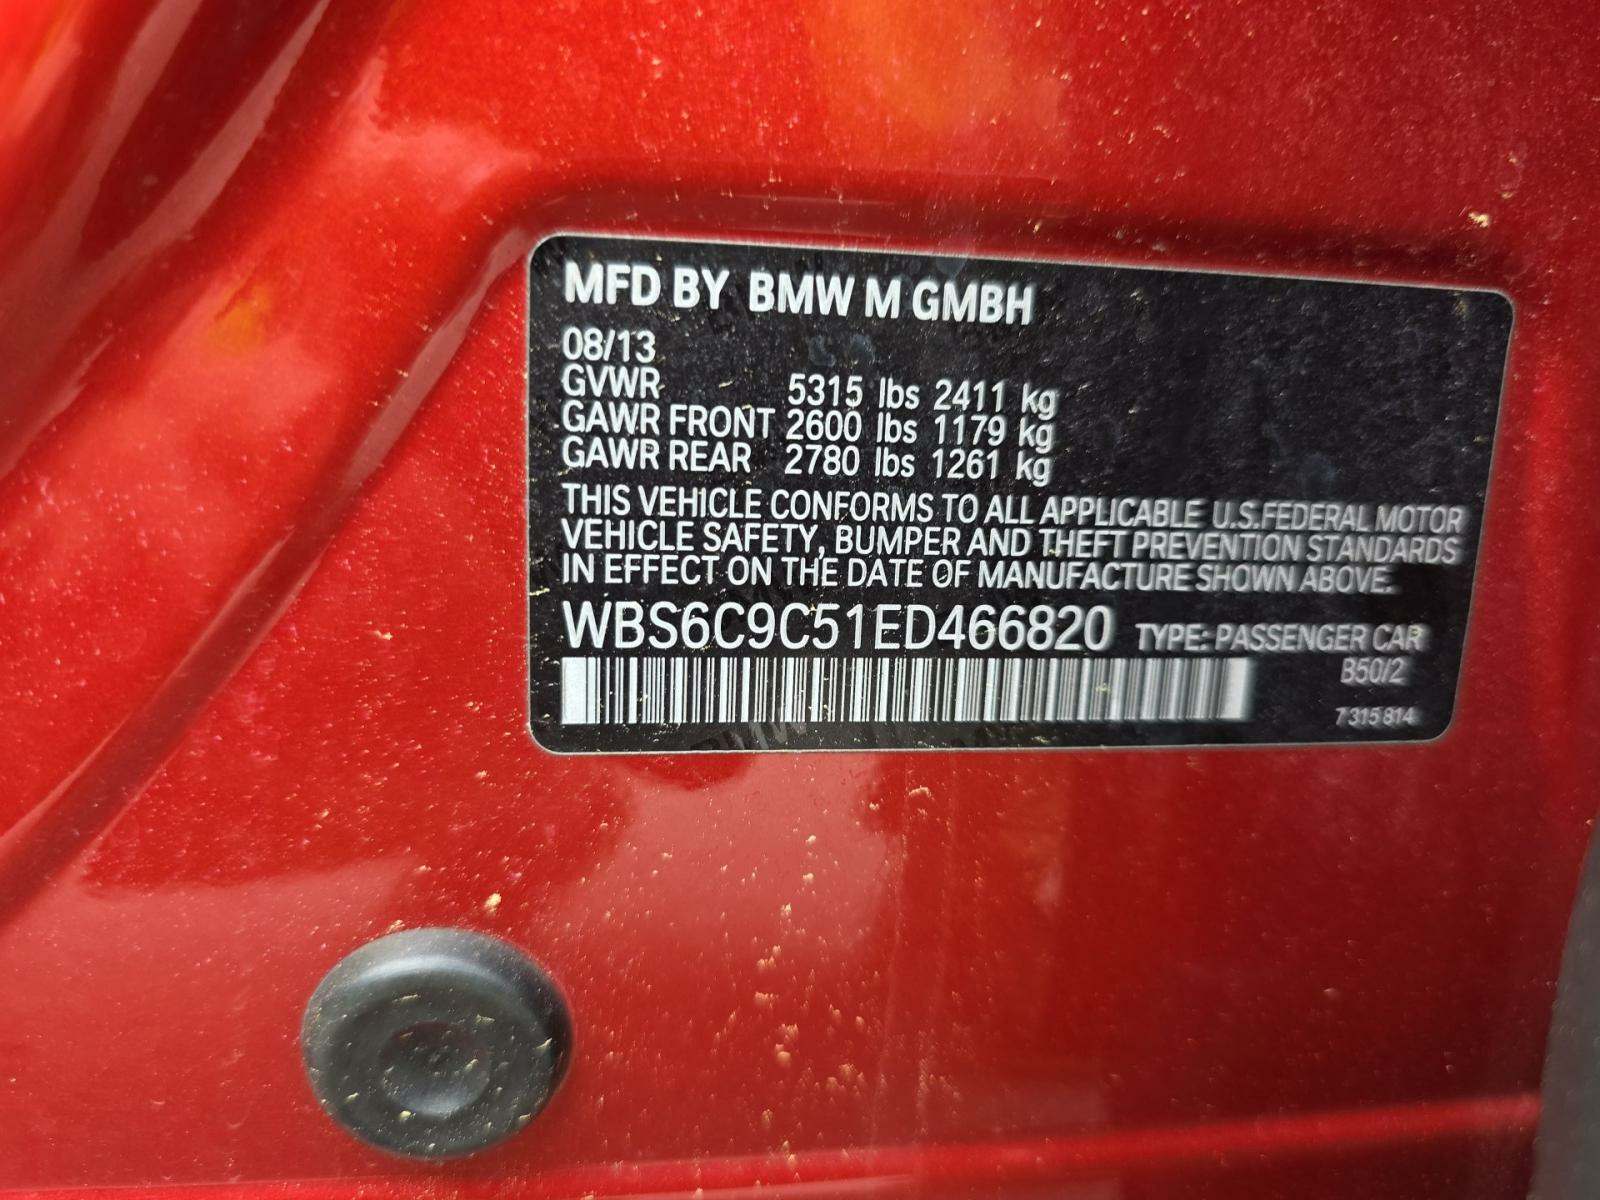 MFD BY BMW M GMBH
08/13
GVWR 5315 lbs 2411 kg
GAWR FRONT 2600 lbs 1179 kg
GAWR REAR 2780 lbs 1261 kg
THIS VEHICLE CONFORMS TO ALL APPLICABLE U.S.FEDERAL MOTOR
VEHICLE SAFETY, BUMPER AND THEFT PREVENTION STANDARDS
IN EFFECT ON THE DATE OF MANUFACTURE SHOWN ABOVE.
WBS6C9C51ED466820 TYPE: PASSENGER CAR
B50/2
7 315 814